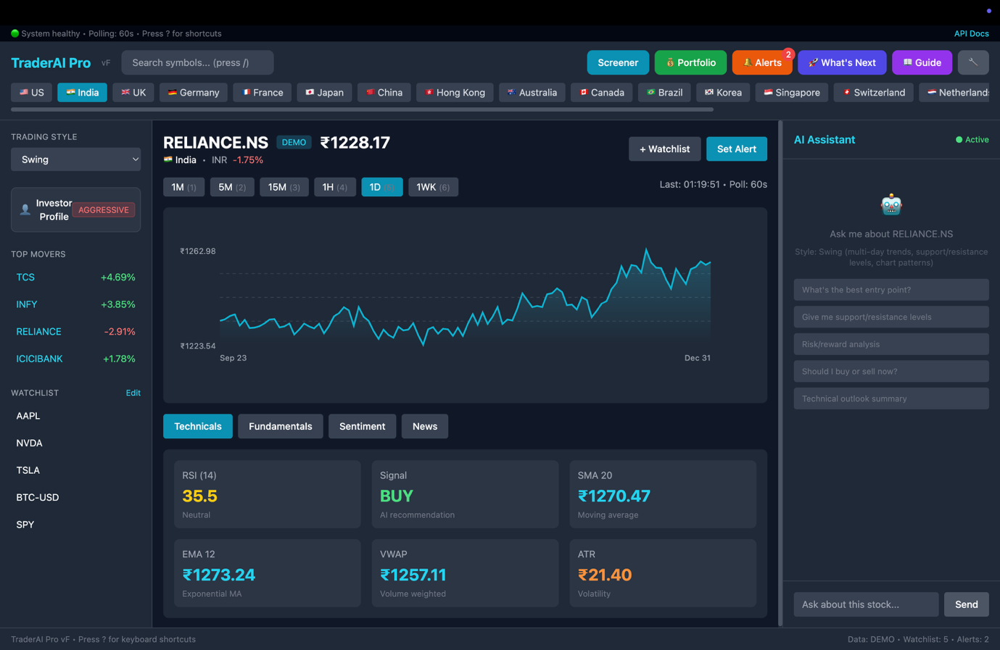 System healthy • Polling: 60s • Press ? for shortcuts
API Docs
TraderAI Pro vF
Search symbols... (press /)
Screener
Portfolio
Alerts
2
What's Next
Guide
US
India
UK
Germany
France
Japan
China
Hong Kong
Australia
Canada
Brazil
Korea
Singapore
Switzerland
Netherland
TRADING STYLE
Swing
Investor
Profile
AGGRESSIVE
TOP MOVERS
TCS +4.69%
INFY +3.85%
RELIANCE -2.91%
ICICIBANK +1.78%
WATCHLIST Edit
AAPL
NVDA
TSLA
BTC-USD
SPY
RELIANCE.NS DEMO ₹1228.17
India • INR -1.75%
+ Watchlist
Set Alert
1M (1)
5M (2)
15M (3)
1H (4)
1D (5)
1WK (6)
Last: 01:19:51 • Poll: 60s
₹1262.98
₹1223.54
Sep 23
Dec 31
Technicals
Fundamentals
Sentiment
News
RSI (14)
35.5
Neutral
Signal
BUY
AI recommendation
SMA 20
₹1270.47
Moving average
EMA 12
₹1273.24
Exponential MA
VWAP
₹1257.11
Volume weighted
ATR
₹21.40
Volatility
AI Assistant
Active
Ask me about RELIANCE.NS
Style: Swing (multi-day trends, support/resistance
levels, chart patterns)
What's the best entry point?
Give me support/resistance levels
Risk/reward analysis
Should I buy or sell now?
Technical outlook summary
Ask about this stock...
Send
TraderAI Pro vF • Press ? for keyboard shortcuts
Data: DEMO • Watchlist: 5 • Alerts: 2